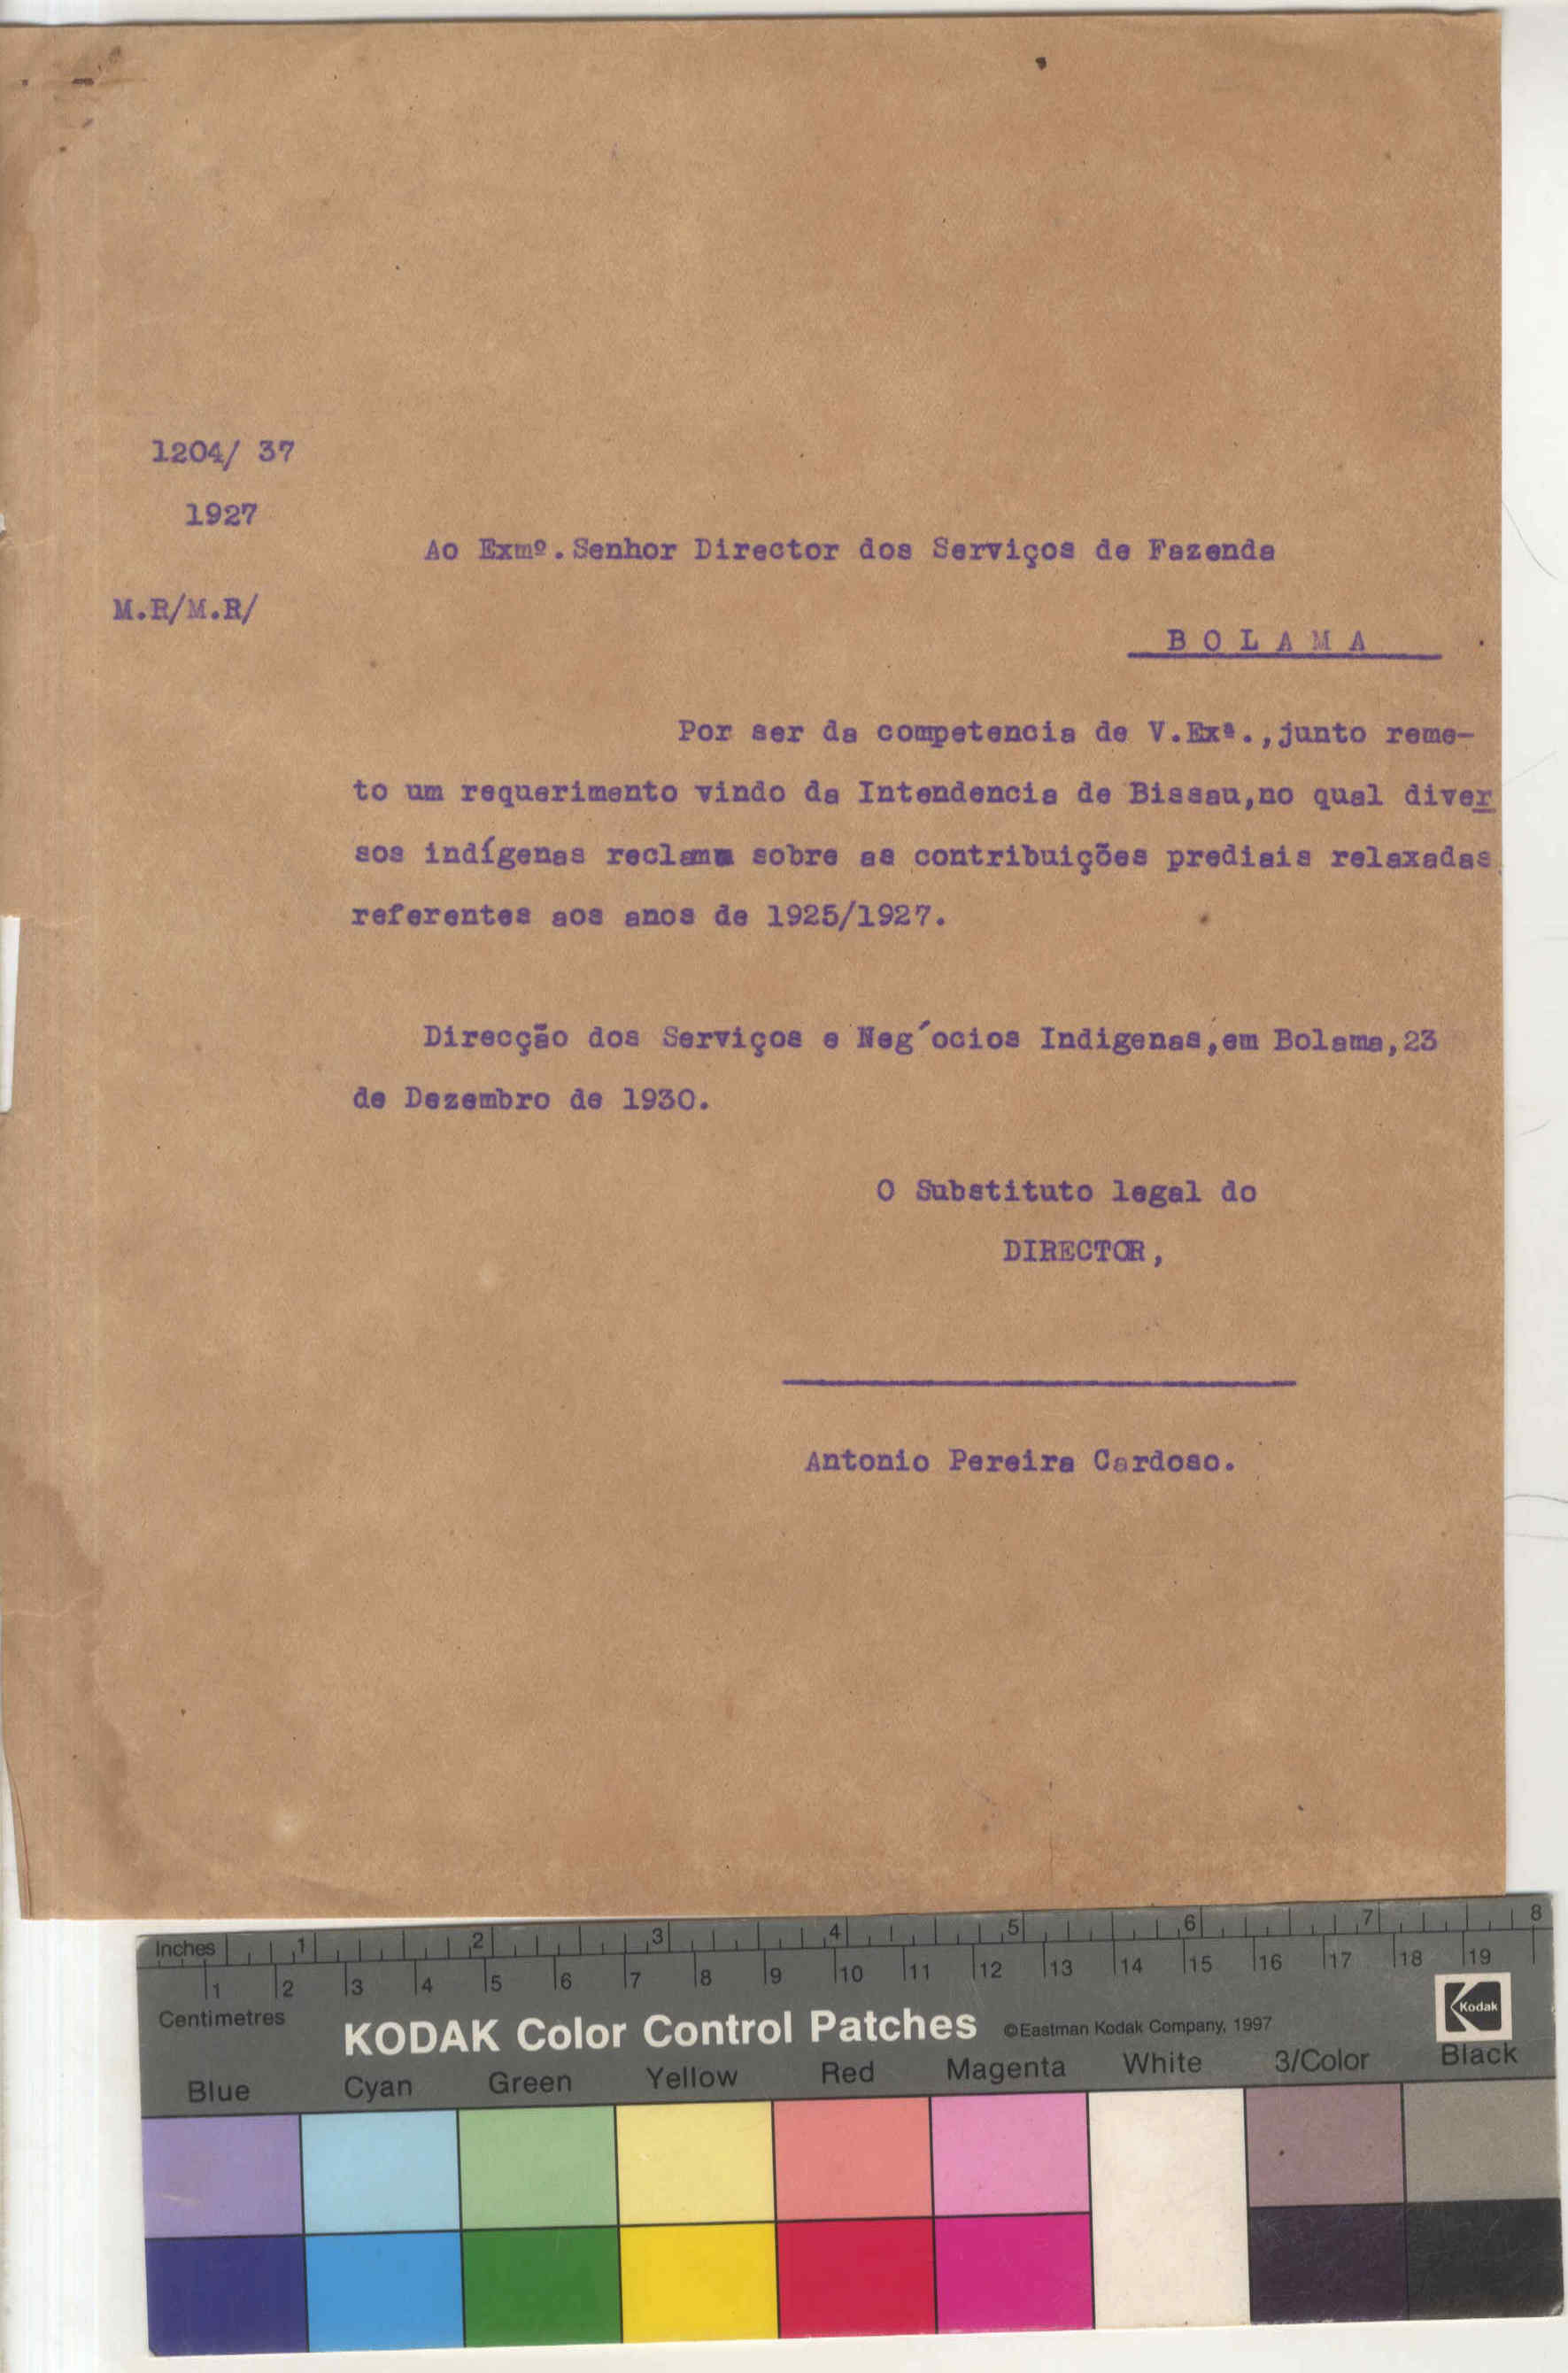 1204/ 37
1927
Ao Exmº.Senhor Director dos Serviços de Fazenda
M.R/M.R/
B O L A M A
Por ser da competencia de V.Exª.,junto reme-
to um requerimento vindo da Intendencia de Bissau,no qual diver
sos indígenas reclamm sobre as contribuições prediais relaxadas
referentes aos anos de 1925/1927.
Direcção dos Serviços e Neg´ocios Indigenas,em Bolama,23
de Dezembro de 1930.
O Substituto legal do
DIRECTOR,
Antonio Pereira Cardoso.
Inches 1 2 3 4 5 6 7 8
1 2 3 4 5 6 7 8 9 10 11 12 13 14 15 16 17 18 19
Centimetres
KODAK Color Control Patches ©Eastman Kodak Company, 1997 Kodak
Blue Cyan Green Yellow Red Magenta White 3/Color Black